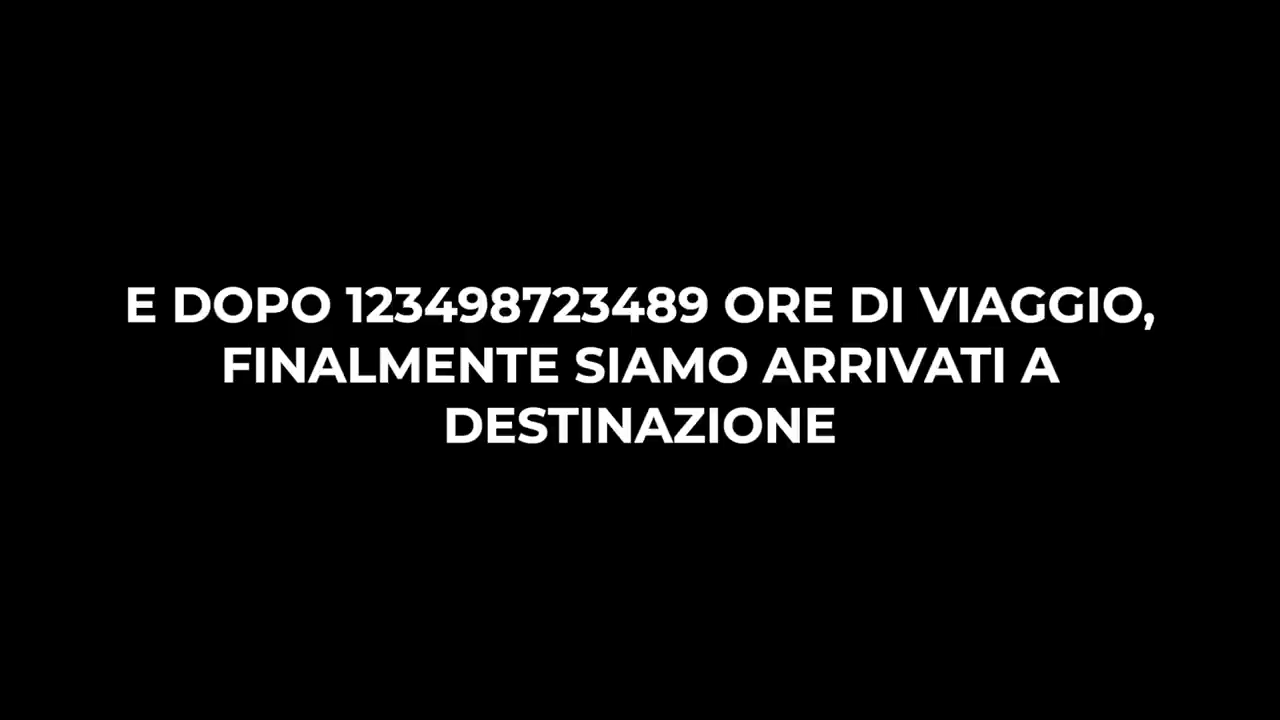 E DOPO 123498723489 ORE DI VIAGGIO,
FINALMENTE SIAMO ARRIVATI A
DESTINAZIONE